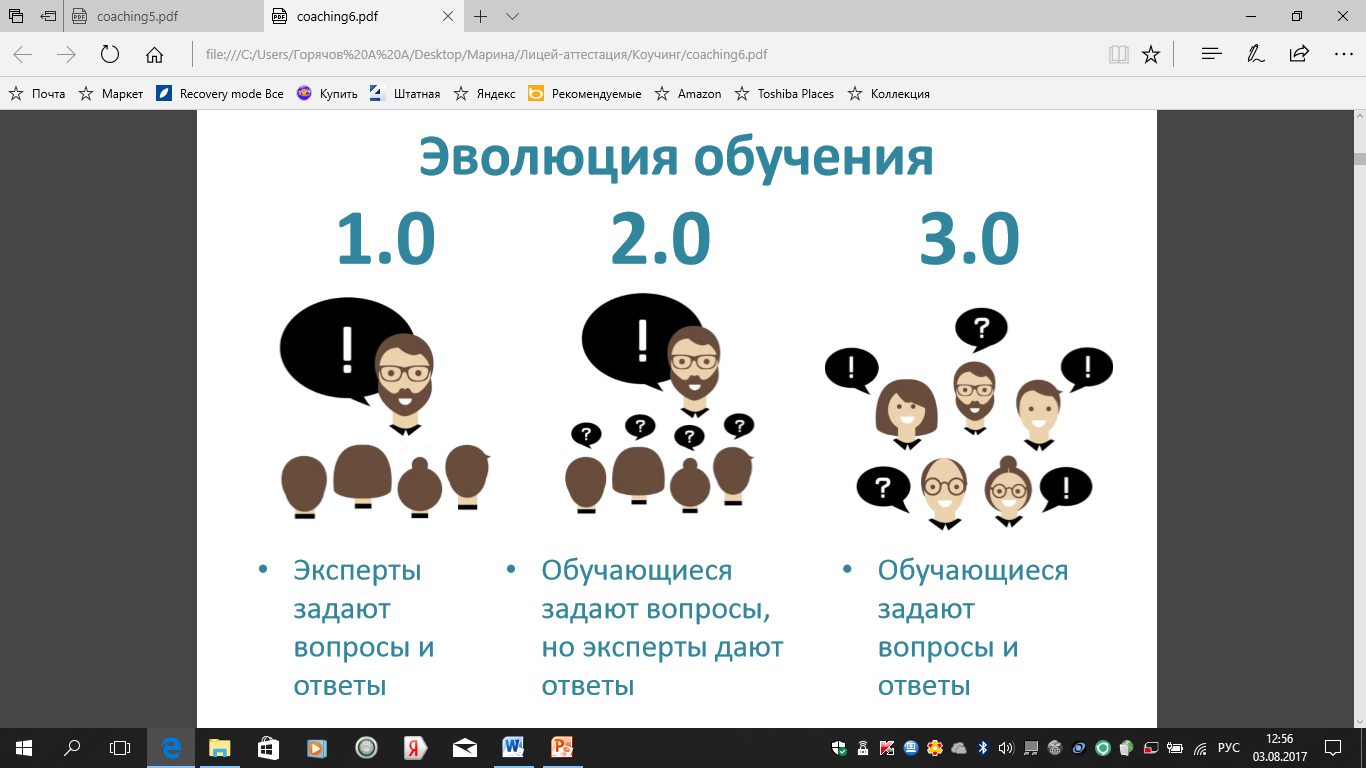 coaching5.pdf
coaching6.pdf
file:///C:/Users/Горячов%20A%20A/Desktop/Марина/Лицей-аттестация/Коучинг/coaching6.pdf
Почта Маркет Recovery mode Все Купить Штатная Яндекс Рекомендуемые Amazon Toshiba Places Коллекция
Эволюция обучения
1.0 2.0 3.0
!
!
?
!
!
? ? ? ?
?
!
• Эксперты
задают
вопросы и
ответы
• Обучающиеся
задают вопросы,
но эксперты дают
ответы
• Обучающиеся
задают
вопросы и
ответы
РУС
12:56
03.08.2017